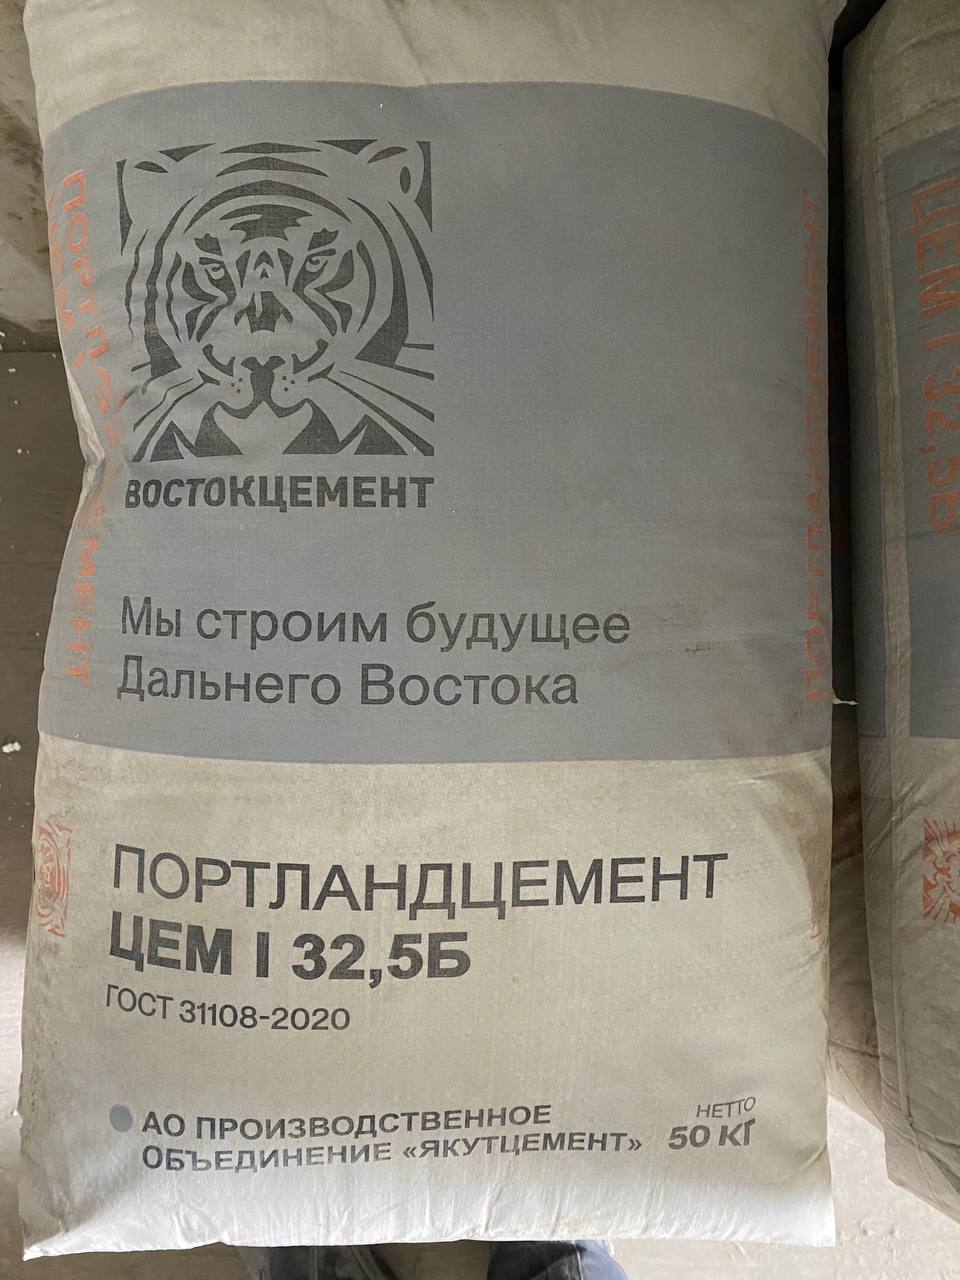 ВОСТОКЦЕМЕНТ
Мы строим будущее
Дальнего Востока
ПОРТЛАНДЦЕМЕНТ
ЦЕМ I 32,5Б
ГОСТ 31108-2020
АО ПРОИЗВОДСТВЕННОЕ
ОБЪЕДИНЕНИЕ «ЯКУТЦЕМЕНТ»
НЕТТО
50 КГ
ПОРТЛАНДЦЕМЕНТ
ПОРТЛАНДЦЕМЕНТ
ЦЕМ I 32,5Б